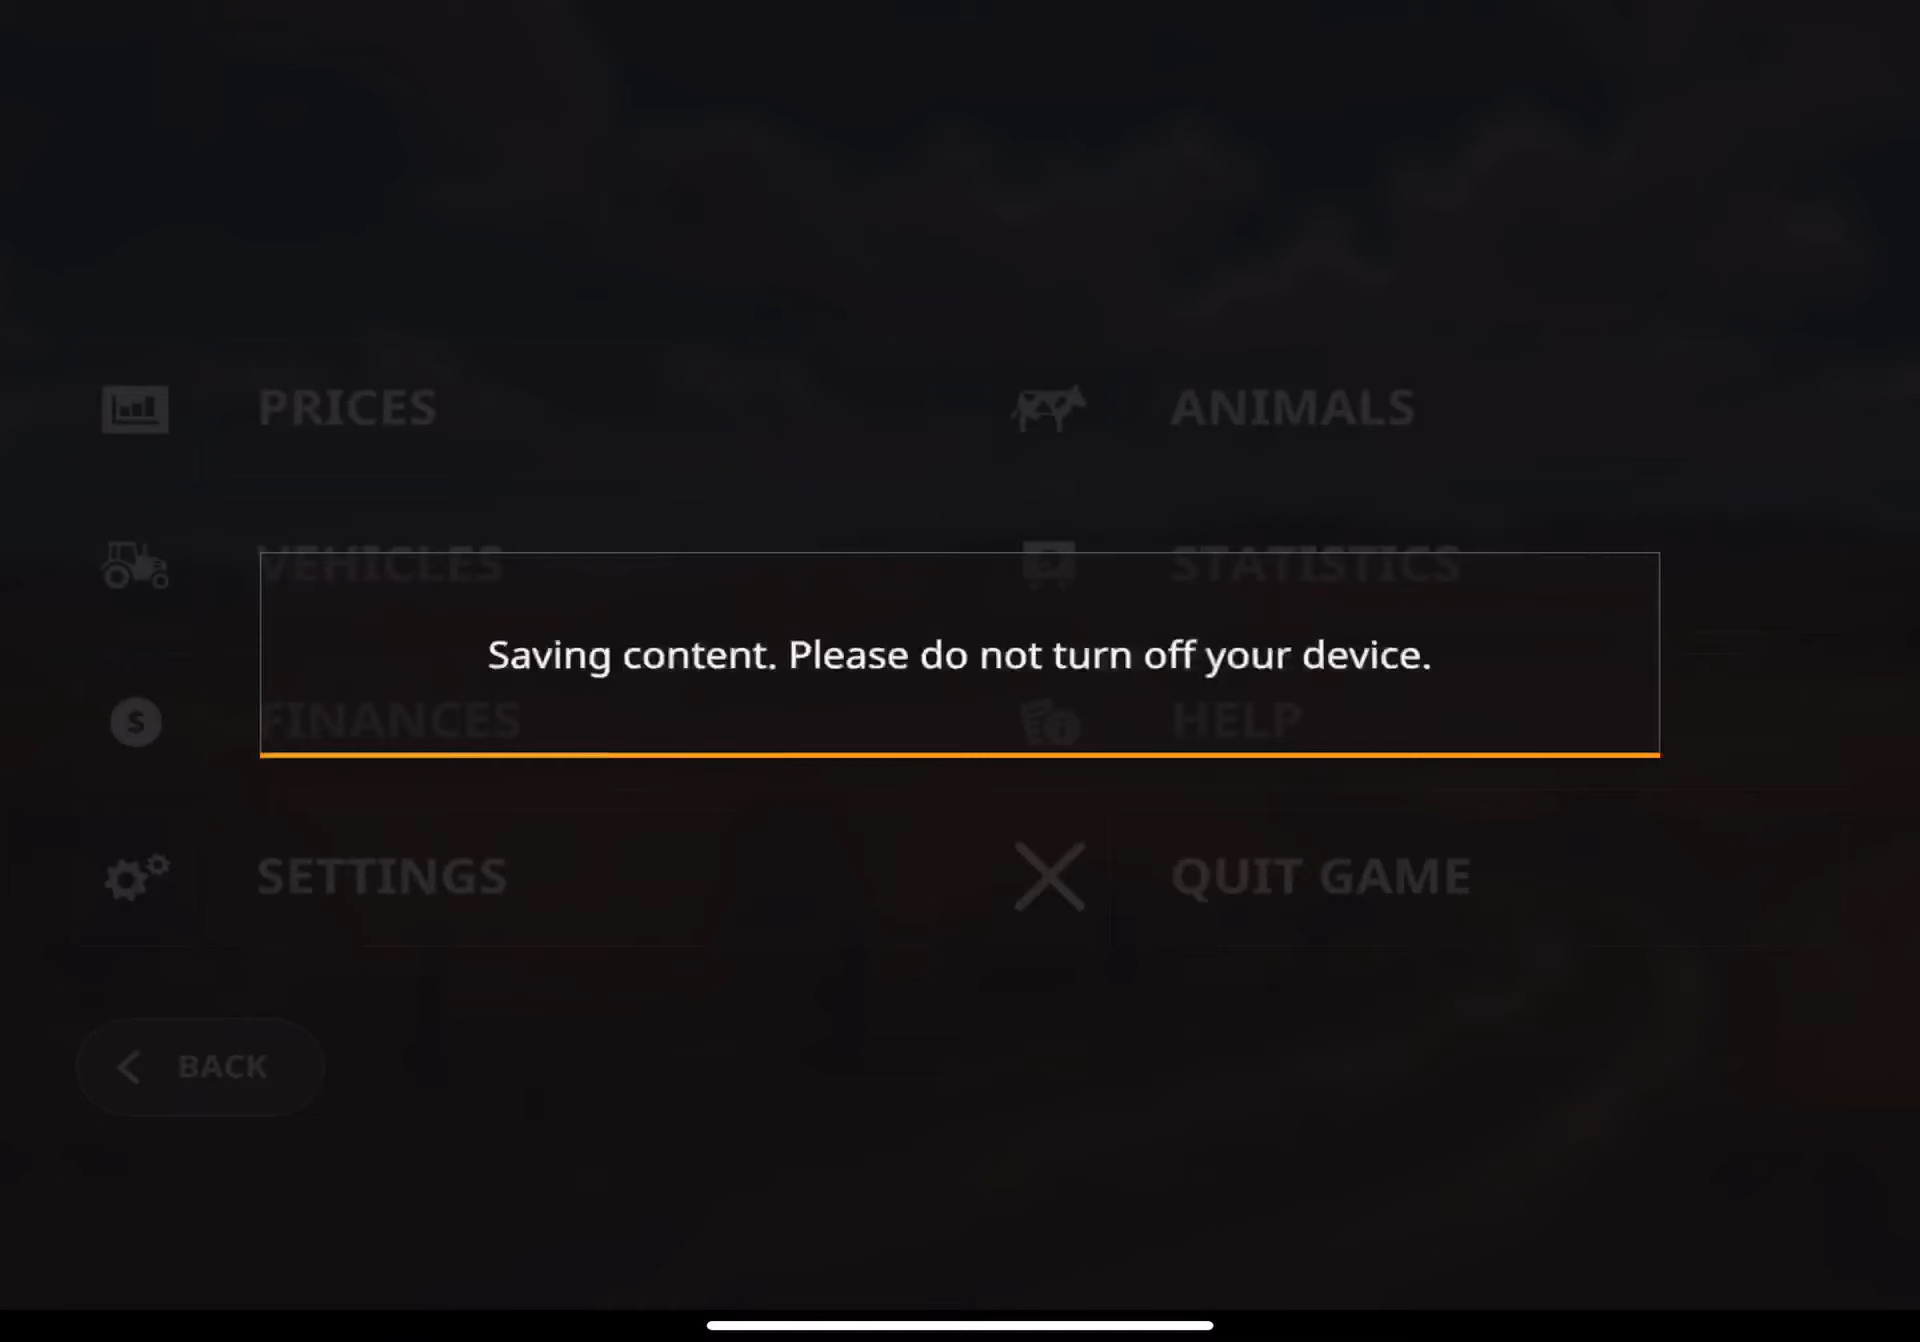 PRICES
ANIMALS
VEHICLES
STATISTICS
Saving content. Please do not turn off your device.
FINANCES
HELP
SETTINGS
QUIT GAME
BACK